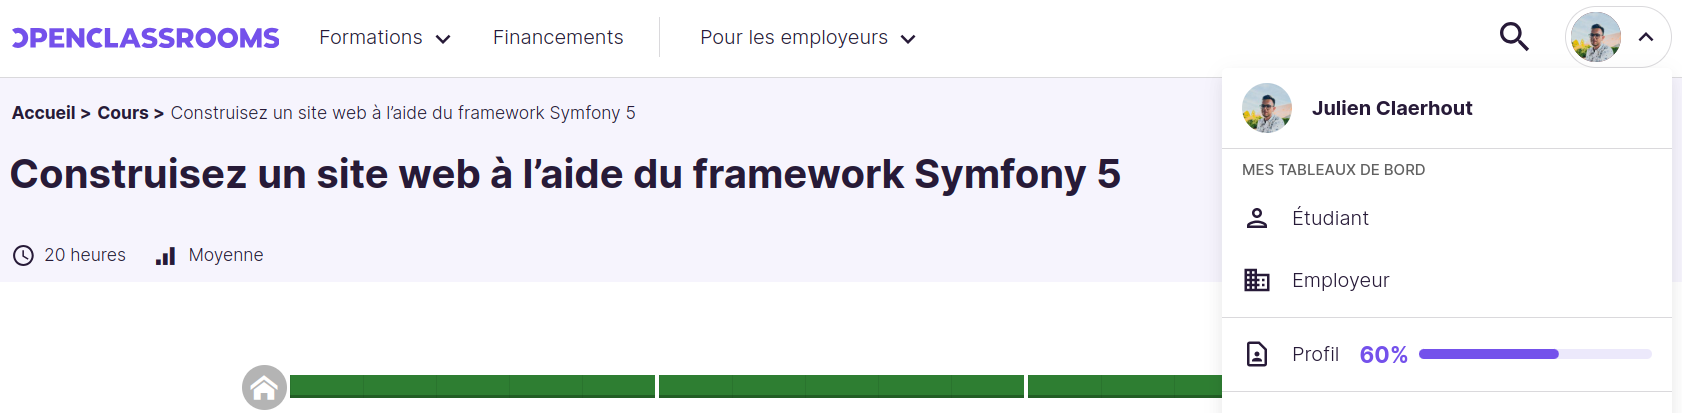 OPENCLASSROOMS Formations Financements Pour les employeurs
Accueil > Cours > Construisez un site web à l’aide du framework Symfony 5
Construisez un site web à l’aide du framework Symfony 5
20 heures Moyenne
Julien Claerhout
MES TABLEAUX DE BORD
Étudiant
Employeur
Profil 60%